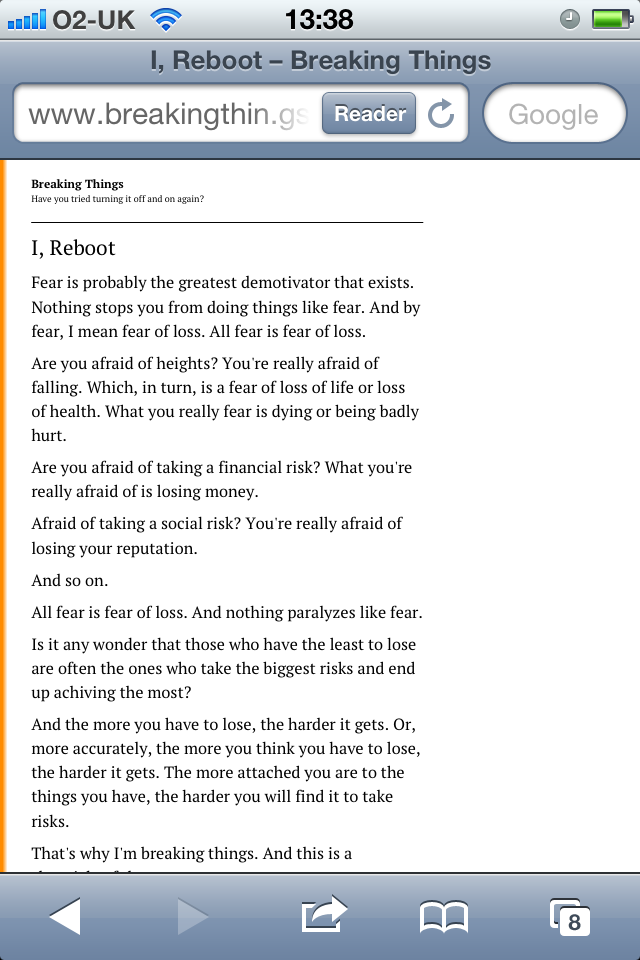 O2-UK 13:38
I, Reboot – Breaking Things
www.breakingthin.gs Reader Google
Breaking Things
Have you tried turning it off and on again?
I, Reboot
Fear is probably the greatest demotivator that exists.
Nothing stops you from doing things like fear. And by
fear, I mean fear of loss. All fear is fear of loss.
Are you afraid of heights? You're really afraid of
falling. Which, in turn, is a fear of loss of life or loss
of health. What you really fear is dying or being badly
hurt.
Are you afraid of taking a financial risk? What you're
really afraid of is losing money.
Afraid of taking a social risk? You're really afraid of
losing your reputation.
And so on.
All fear is fear of loss. And nothing paralyzes like fear.
Is it any wonder that those who have the least to lose
are often the ones who take the biggest risks and end
up achiving the most?
And the more you have to lose, the harder it gets. Or,
more accurately, the more you think you have to lose,
the harder it gets. The more attached you are to the
things you have, the harder you will find it to take
risks.
That's why I'm breaking things. And this is a
8